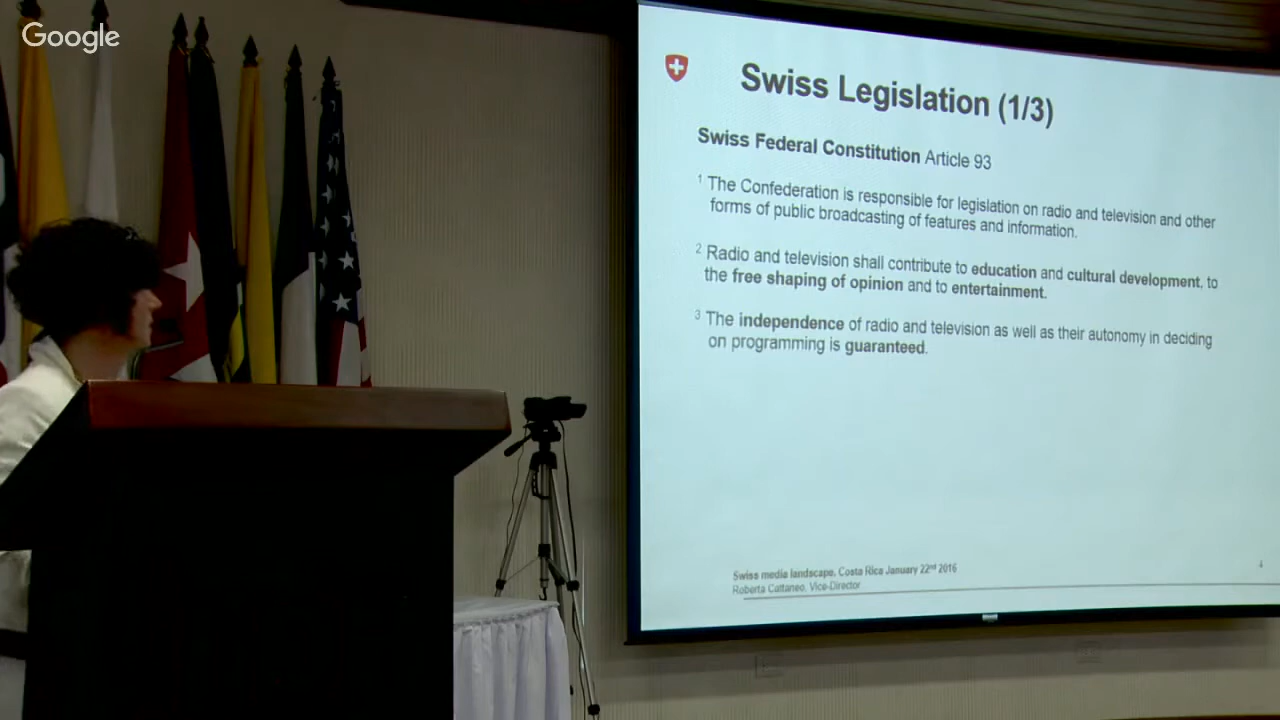 Google
Swiss Legislation (1/3)
Swiss Federal Constitution Article 93
1 The Confederation is responsible for legislation on radio and television and other
forms of public broadcasting of features and information.
2 Radio and television shall contribute to education and cultural development, to
the free shaping of opinion and to entertainment.
3 The independence of radio and television as well as their autonomy in deciding
on programming is guaranteed.
Swiss media landscape, Costa Rica January 22nd 2016
Roberta Cattaneo, Vice-Director
4